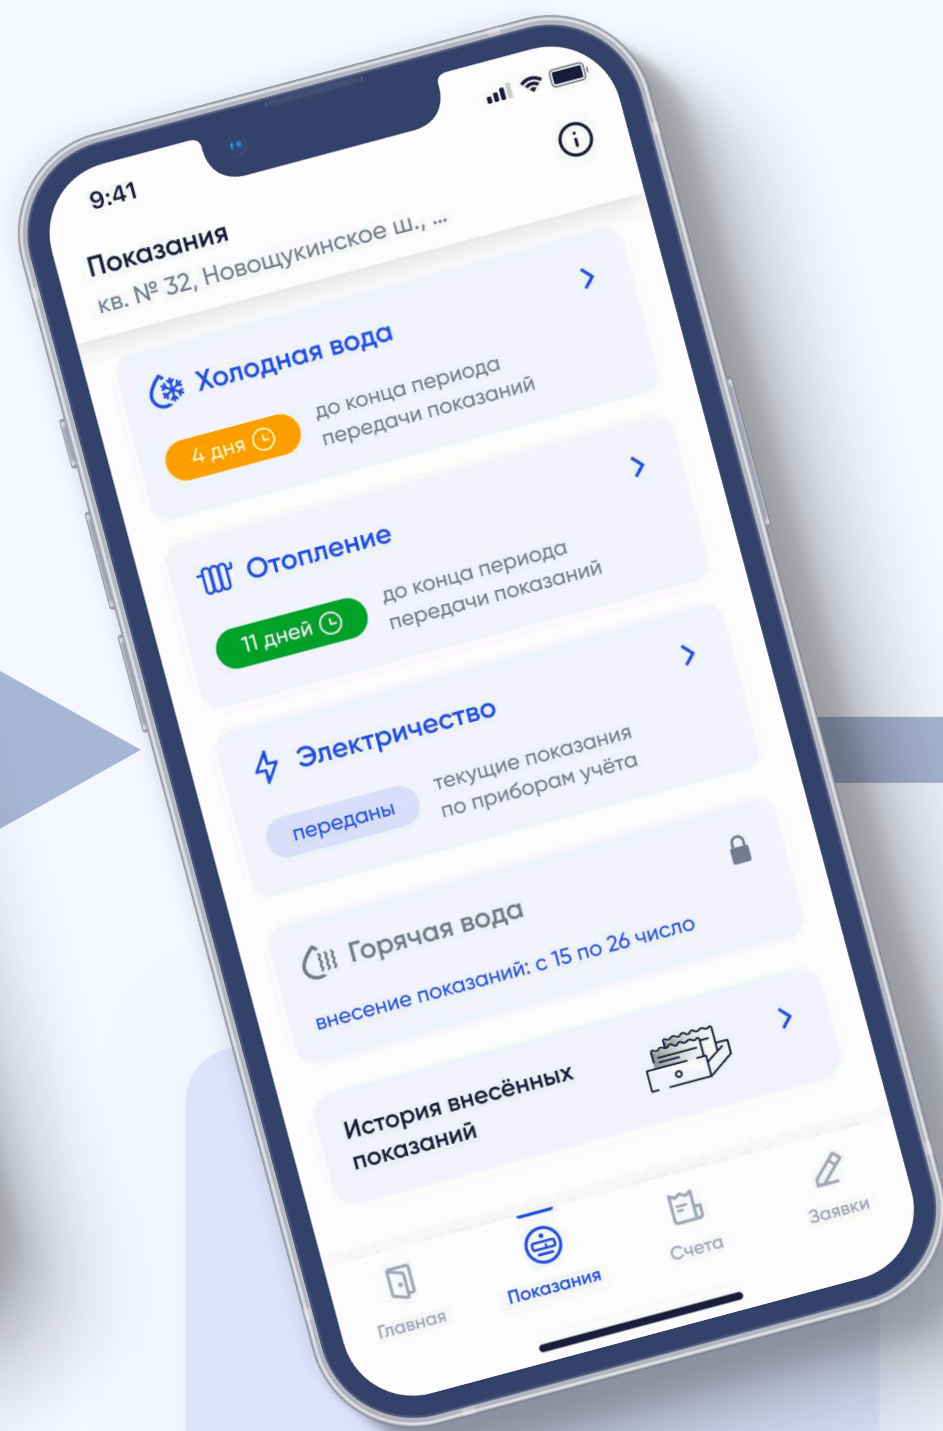 9:41
Показания
кв. № 32, Новощукинское ш., ...
Холодная вода
4 дня
до конца периода
передачи показаний
Отопление
11 дней
до конца периода
передачи показаний
Электричество
переданы
текущие показания
по приборам учёта
Горячая вода
внесение показаний: с 15 по 26 число
История внесённых
показаний
Главная
Показания
Счета
Заявки